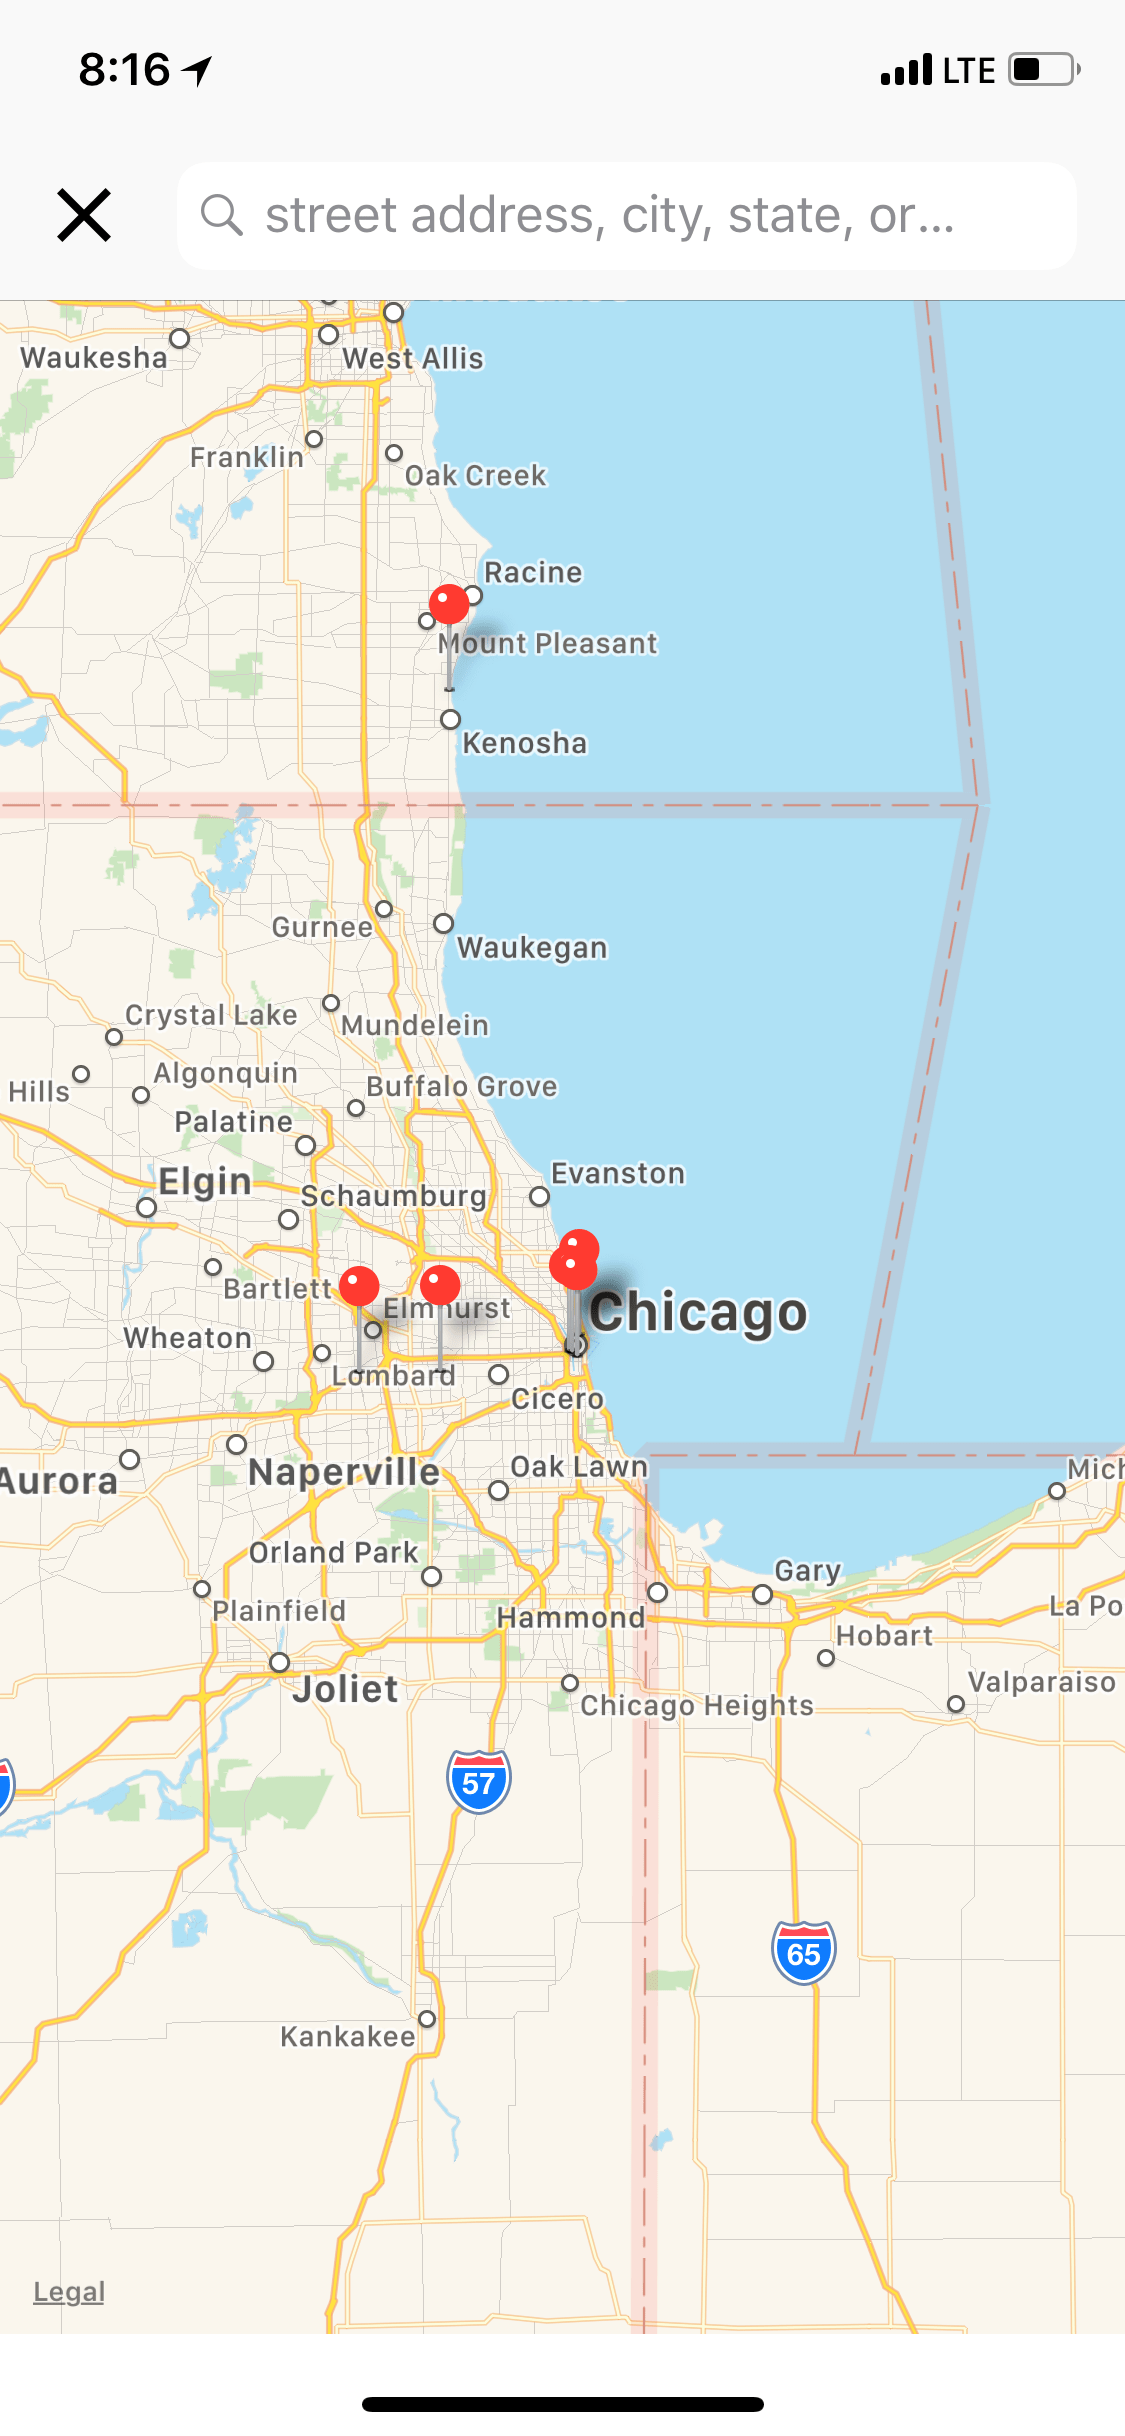 8:16
LTE
street address, city, state, or...
Waukesha
West Allis
Franklin
Oak Creek
Racine
Mount Pleasant
Kenosha
Gurnee
Waukegan
Crystal Lake
Mundelein
Hills
Algonquin
Buffalo Grove
Palatine
Evanston
Elgin
Schaumburg
Bartlett
Elmhurst
Chicago
Wheaton
Lombard
Cicero
Aurora
Naperville
Oak Lawn
Mich
Orland Park
Gary
Plainfield
Hammond
La Po
Hobart
Joliet
Valparaiso
Chicago Heights
57
65
Kankakee
Legal